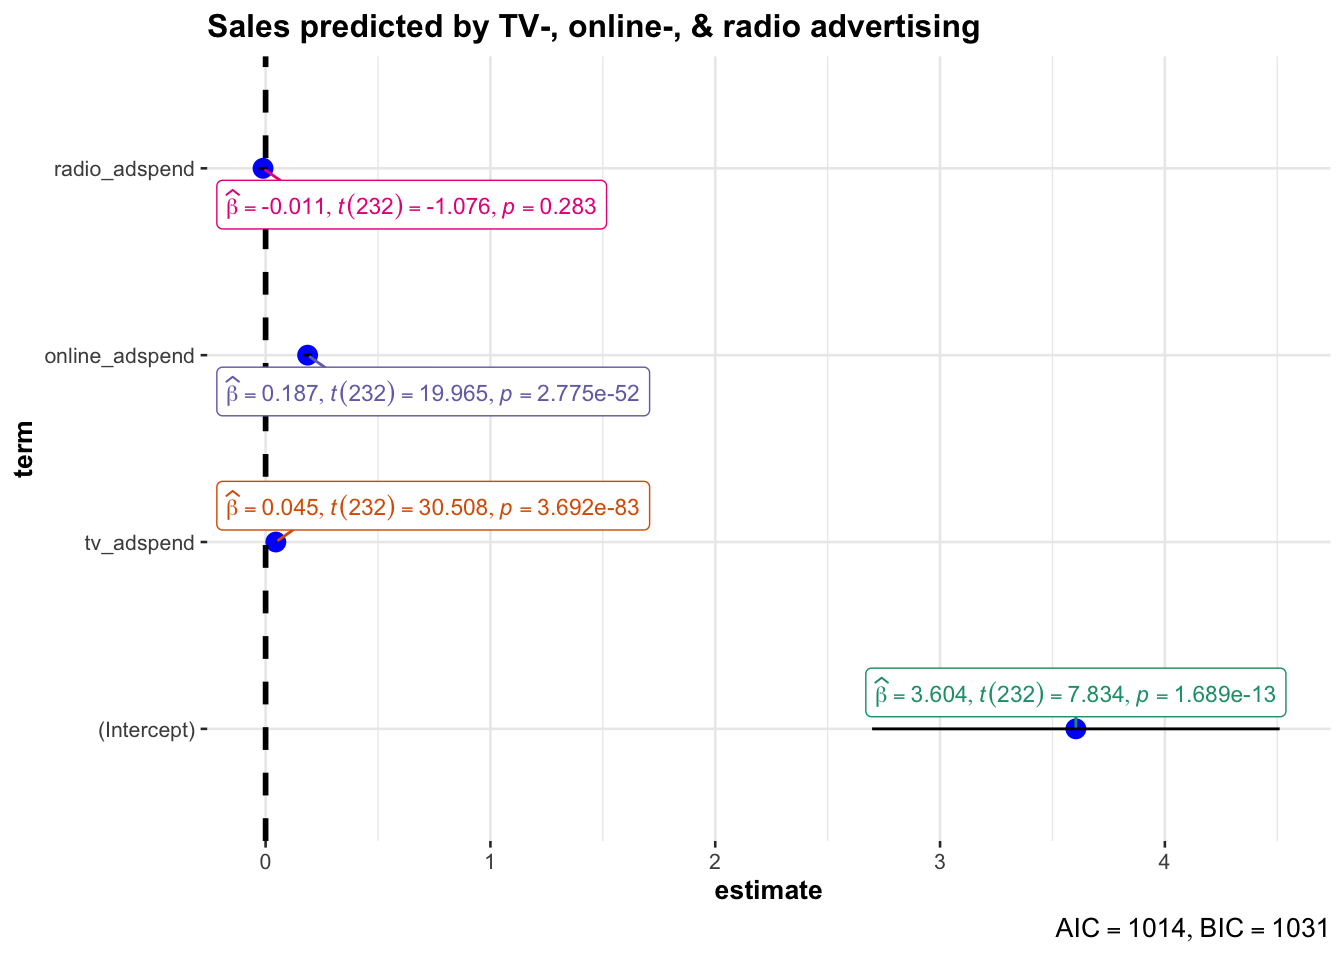 Sales predicted by TV-, online-, & radio advertising
radio_adspend
β̂ = -0.011, t(232) = -1.076, p = 0.283
online_adspend
β̂ = 0.187, t(232) = 19.965, p = 2.775e-52
term
β̂ = 0.045, t(232) = 30.508, p = 3.692e-83
tv_adspend
β̂ = 3.604, t(232) = 7.834, p = 1.689e-13
(Intercept)
0 1 2 3 4
estimate
AIC = 1014, BIC = 1031